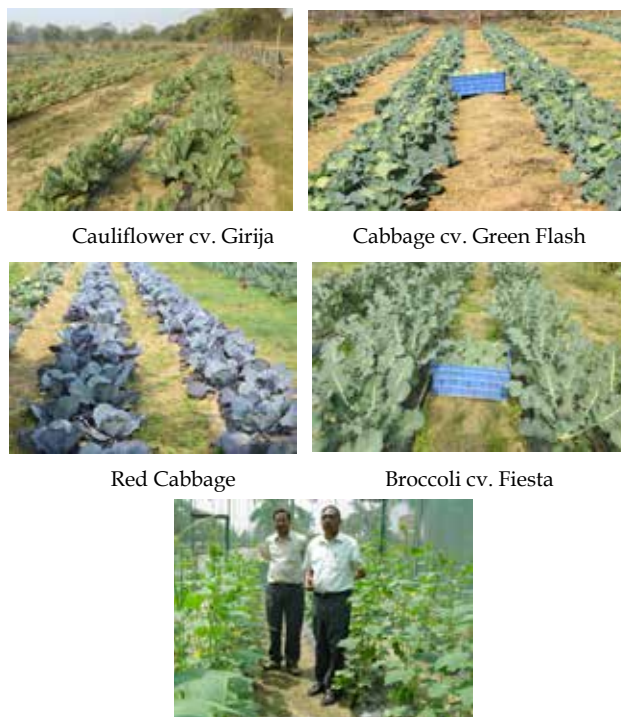 Cauliflower cv. Girija
Cabbage cv. Green Flash
Red Cabbage
Broccoli cv. Fiesta